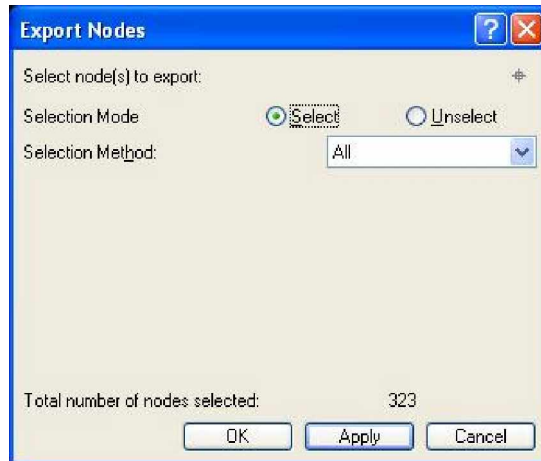 Export Nodes
Select node(s) to export:
Selection Mode Select Unselect
Selection Method: All
Total number of nodes selected: 323
OK Apply Cancel